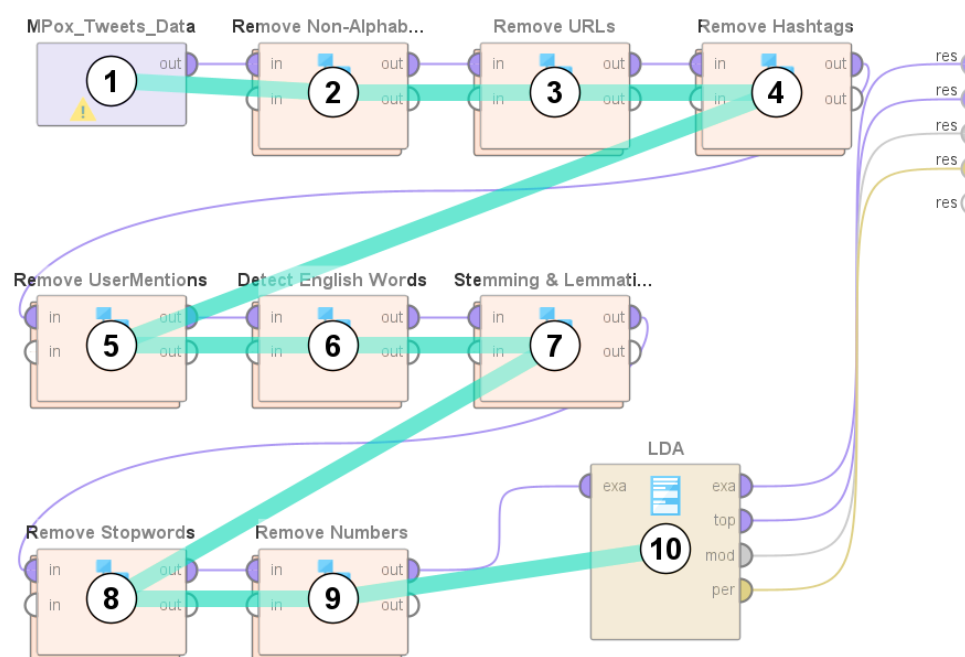 MPox_Tweets_Data Remove Non-Alphab... Remove URLs Remove Hashtags
out in out in out in out res
1 in 2 out in 3 out in 4 out res
res
res
res
Remove UserMentions Detect English Words Stemming & Lemmati...
in out in out in out
in 5 out in 6 out in 7 out
LDA
exa exa
top
Remove Stopwords Remove Numbers
10 mod
in out in out
per
in 8 out in 9 out